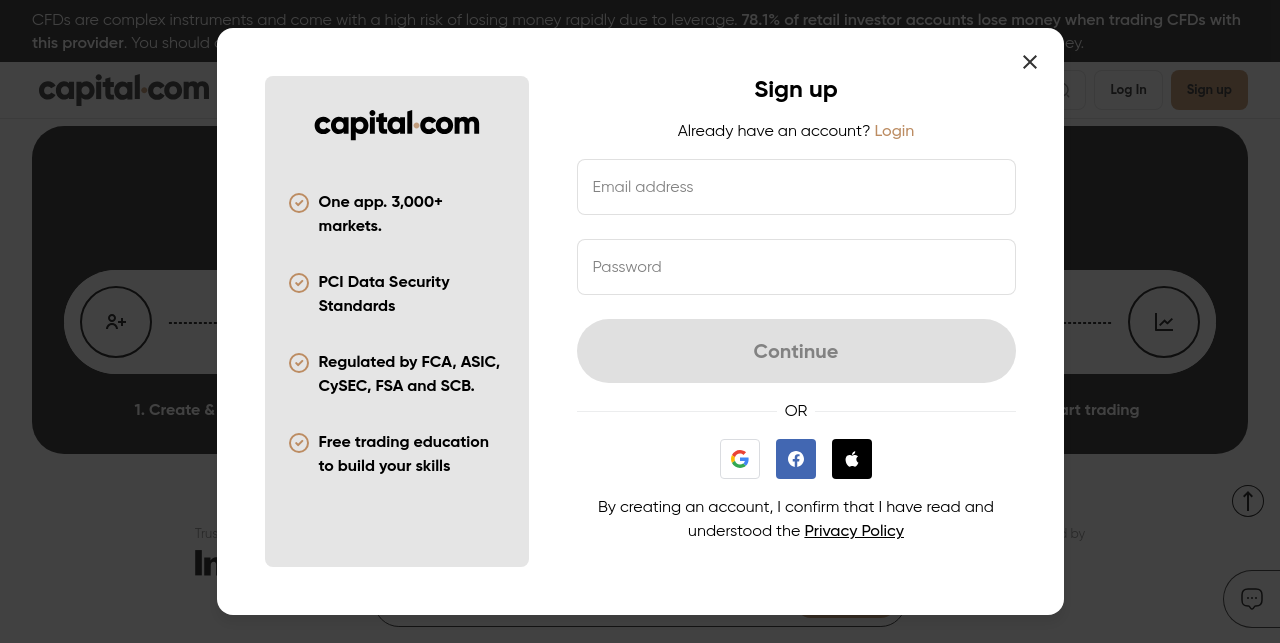 CFDs are complex instruments and come with a high risk of losing money rapidly due to leverage. 78.1% of retail investor accounts lose money when trading CFDs with
this provider. You should
ey.
capital.com
Log In
Sign up
capital.com
One app. 3,000+
markets.
PCI Data Security
Standards
Regulated by FCA, ASIC,
CySEC, FSA and SCB.
Free trading education
to build your skills
Sign up
Already have an account? Login
Email address
Password
Continue
OR
By creating an account, I confirm that I have read and
understood the Privacy Policy
1. Create &
art trading
Trus
d by
In